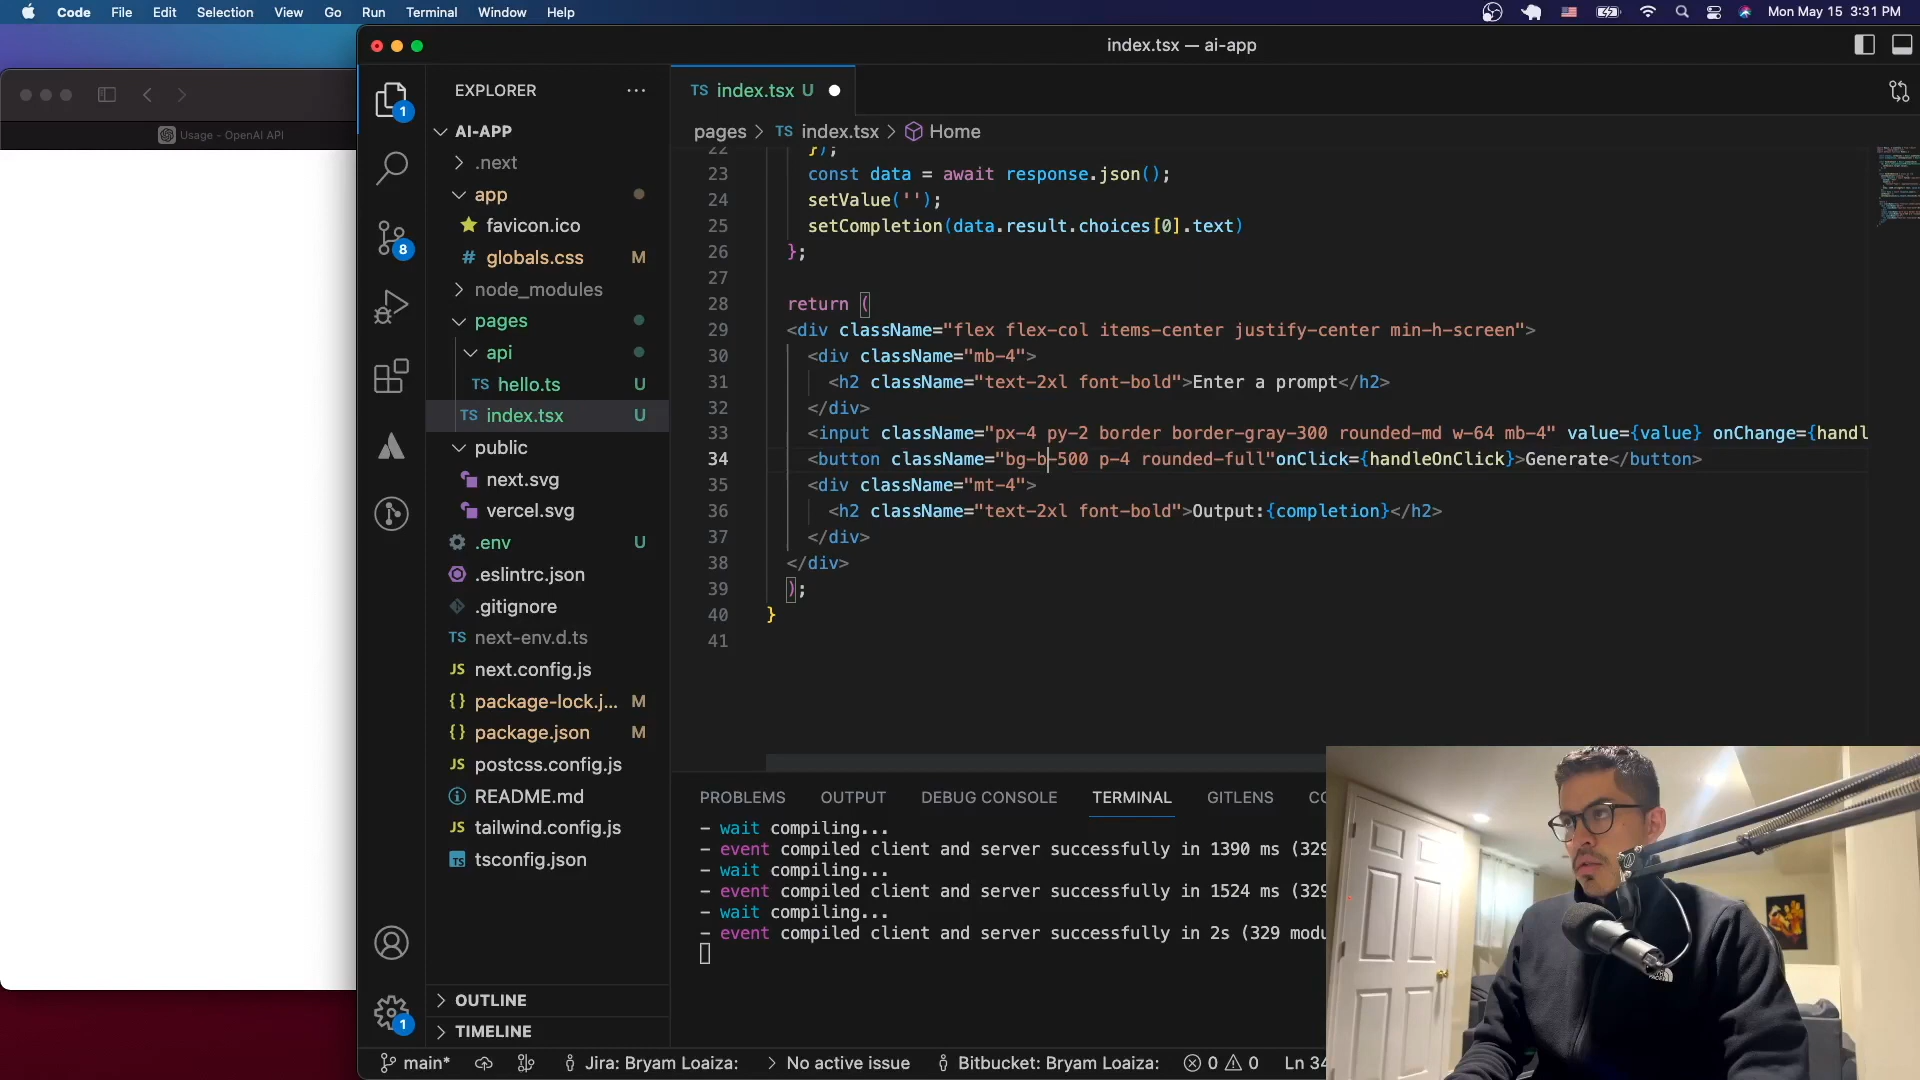 Code File Edit Selection View Go Run Terminal Window Help Mon May 15 3:31 PM
index.tsx — ai-app
Usage - OpenAI API
EXPLORER
AI-APP
.next
app
favicon.ico
# globals.css M
node_modules
pages
api
TS hello.ts U
TS index.tsx U
public
next.svg
vercel.svg
.env U
.eslintrc.json
.gitignore
TS next-env.d.ts
JS next.config.js
{} package-lock.j... M
{} package.json M
JS postcss.config.js
README.md
JS tailwind.config.js
TS tsconfig.json
OUTLINE
TIMELINE
1
8
1
TS index.tsx U
pages > TS index.tsx > Home
22 });
23 const data = await response.json();
24 setValue('');
25 setCompletion(data.result.choices[0].text)
26 };
27
28 return (
29 <div className="flex flex-col items-center justify-center min-h-screen">
30 <div className="mb-4">
31 <h2 className="text-2xl font-bold">Enter a prompt</h2>
32 </div>
33 <input className="px-4 py-2 border border-gray-300 rounded-md w-64 mb-4" value={value} onChange={handl
34 <button className="bg-b-500 p-4 rounded-full"onClick={handleOnClick}>Generate</button>
35 <div className="mt-4">
36 <h2 className="text-2xl font-bold">Output:{completion}</h2>
37 </div>
38 </div>
39 );
40 }
41
PROBLEMS OUTPUT DEBUG CONSOLE TERMINAL GITLENS CO
- wait compiling...
- event compiled client and server successfully in 1390 ms (329
- wait compiling...
- event compiled client and server successfully in 1524 ms (329
- wait compiling...
- event compiled client and server successfully in 2s (329 modu
main* Jira: Bryam Loaiza: > No active issue Bitbucket: Bryam Loaiza: 0 0 Ln 34